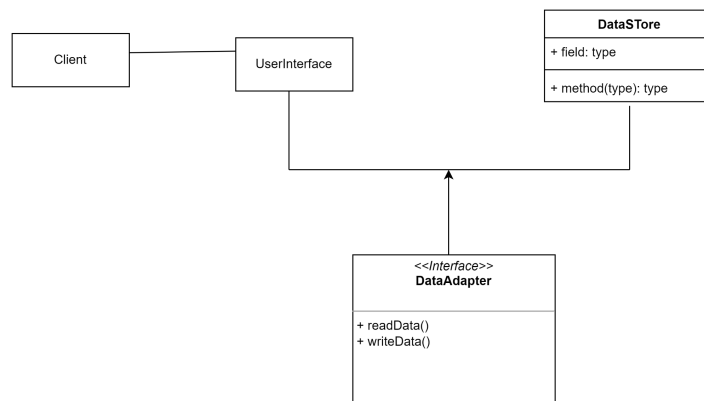 Client
UserInterface
DataSTore
+ field: type
+ method(type): type
<<Interface>>
DataAdapter
+ readData()
+ writeData()